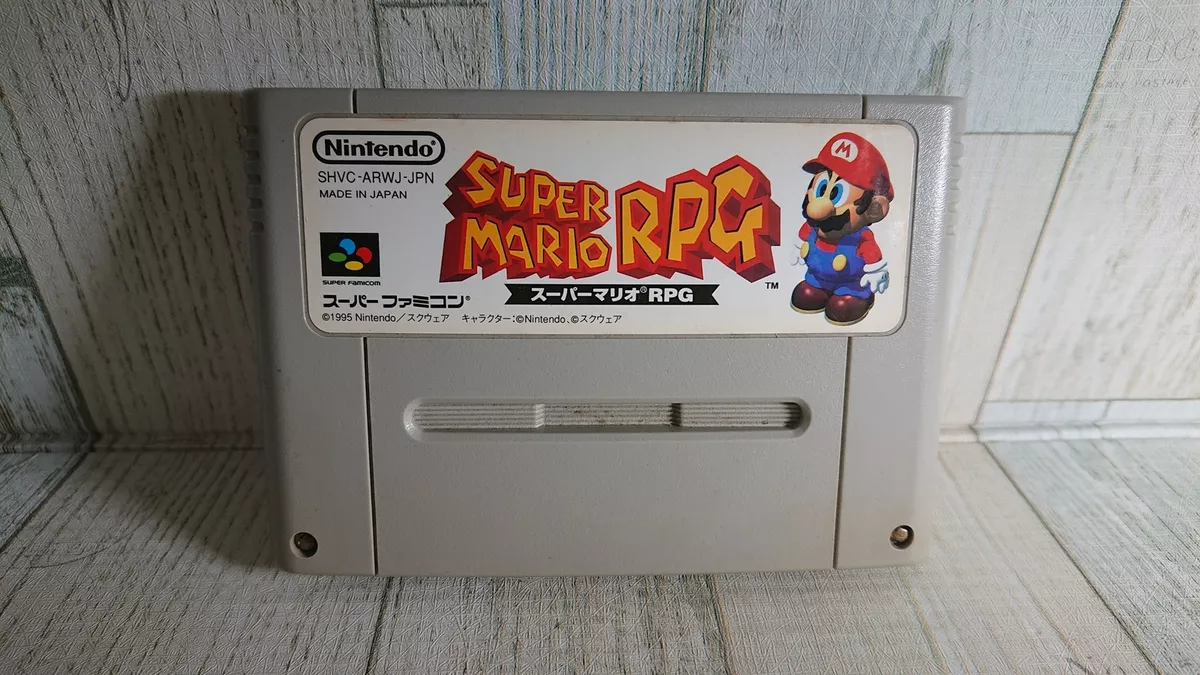 Nintendo®
SHVC-ARWJ-JPN
MADE IN JAPAN
SUPER FAMICOM
スーパーファミコン®
©1995 Nintendo／スクウェア キャラクター:©Nintendo、©スクウェア
SUPER
MARIO RPG
™
スーパーマリオ®RPG
M